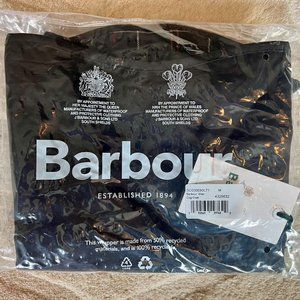 BY APPOINTMENT TO
HER MAJESTY THE QUEEN
MANUFACTURERS OF WATERPROOF
AND PROTECTIVE CLOTHING
J BARBOUR & SONS LTD
SOUTH SHIELDS
BY APPOINTMENT TO
HRH THE PRINCE OF WALES
MANUFACTURERS OF WATERPROOF
AND PROTECTIVE CLOTHING
J BARBOUR & SONS LTD
SOUTH SHIELDS
Barbour
ESTABLISHED 1894
This wrapper is made from 50% recycled
materials, and is 100% recyclable